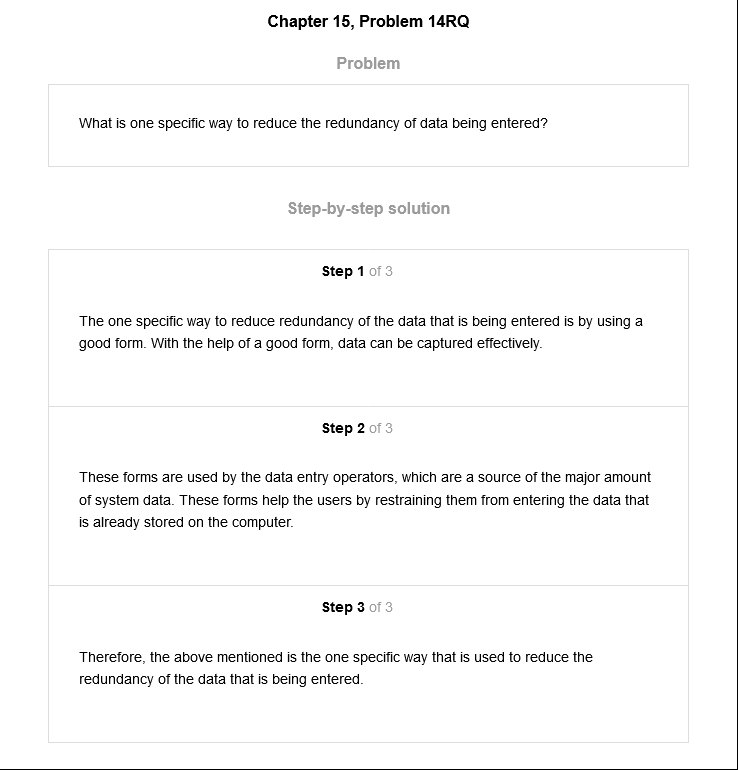 Chapter 15, Problem 14RQ
Problem
What is one specific way to reduce the redundancy of data being entered?
Step-by-step solution
Step 1 of 3
The one specific way to reduce redundancy of the data that is being entered is by using a
good form. With the help of a good form, data can be captured effectively.
Step 2 of 3
These forms are used by the data entry operators, which are a source of the major amount
of system data. These forms help the users by restraining them from entering the data that
is already stored on the computer.
Step 3 of 3
Therefore, the above mentioned is the one specific way that is used to reduce the
redundancy of the data that is being entered.